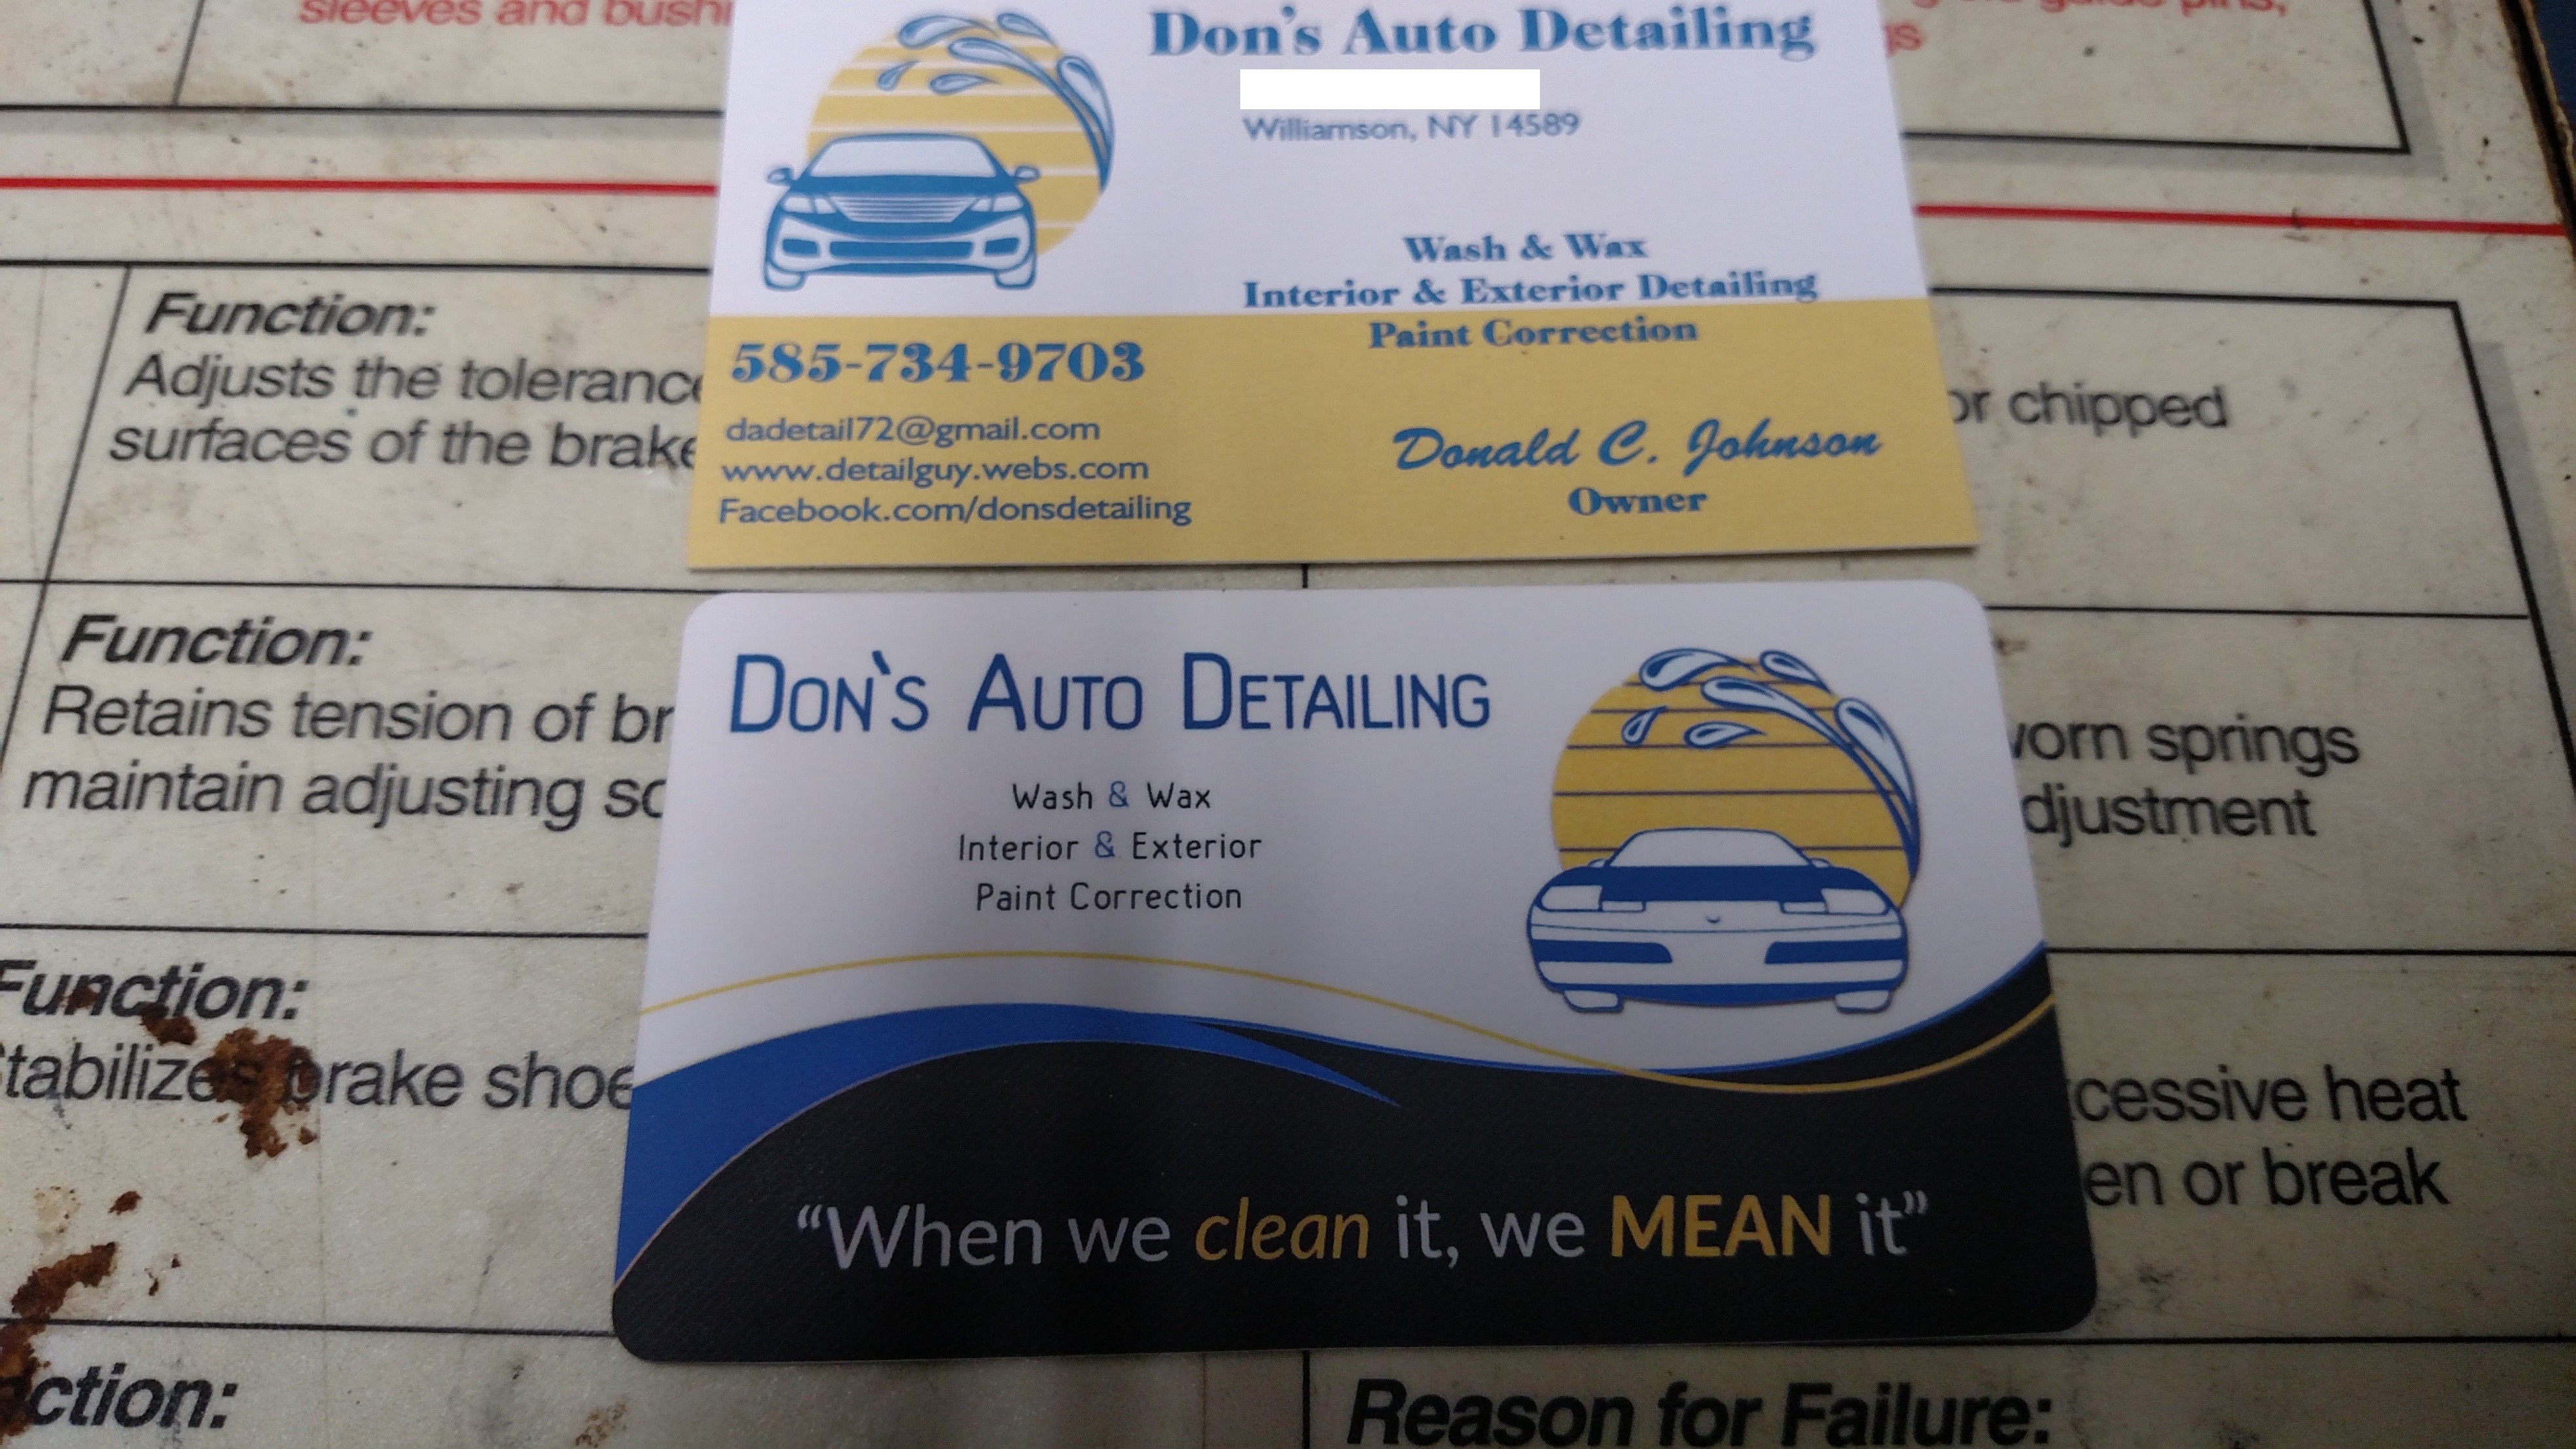 sleeves and bushi
Don's Auto Detailing
Williamson, NY 14589
Wash & Wax
Interior & Exterior Detailing
Paint Correction
585-734-9703
dadetail72@gmail.com
www.detailguy.webs.com
Facebook.com/donsdetailing
Donald C. Johnson
Owner
Function:
Adjusts the tolerance
surfaces of the brake
or chipped
Don`s Auto Detailing
Wash & Wax
Interior & Exterior
Paint Correction
"When we clean it, we MEAN it"
Function:
Retains tension of br
maintain adjusting sc
worn springs
djustment
Function:
tabilizes brake shoe
cessive heat
en or break
ction:
Reason for Failure: